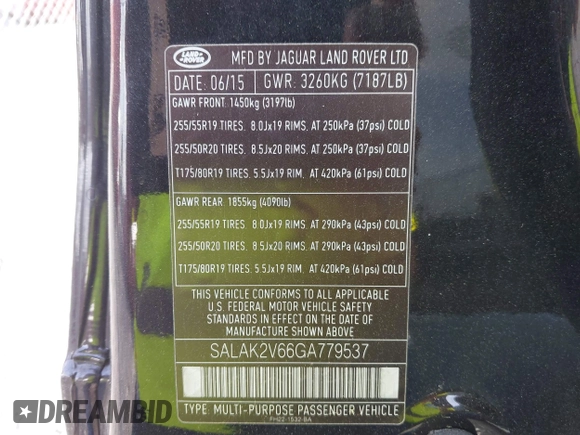 LAND ROVER
MFD BY JAGUAR LAND ROVER LTD
DATE: 06/15 GWR: 3260KG (7187LB)
GAWR FRONT: 1450kg (3197lb)
255/55R19 TIRES. 8.0Jx19 RIMS. AT 250kPa (37psi) COLD
255/50R20 TIRES. 8.5Jx20 RIMS. AT 250kPa (37psi) COLD
T175/80R19 TIRES. 5.5Jx19 RIM. AT 420kPa (61psi) COLD
GAWR REAR: 1855kg (4090lb)
255/55R19 TIRES. 8.0Jx19 RIMS. AT 290kPa (43psi) COLD
255/50R20 TIRES. 8.5Jx20 RIMS. AT 290kPa (43psi) COLD
T175/80R19 TIRES. 5.5Jx19 RIM. AT 420kPa (61psi) COLD
THIS VEHICLE CONFORMS TO ALL APPLICABLE
U.S. FEDERAL MOTOR VEHICLE SAFETY
STANDARDS IN EFFECT ON THE DATE OF
MANUFACTURE SHOWN ABOVE
SALAK2V66GA779537
TYPE: MULTI-PURPOSE PASSENGER VEHICLE
FH22-1532-BA
DREAMBID